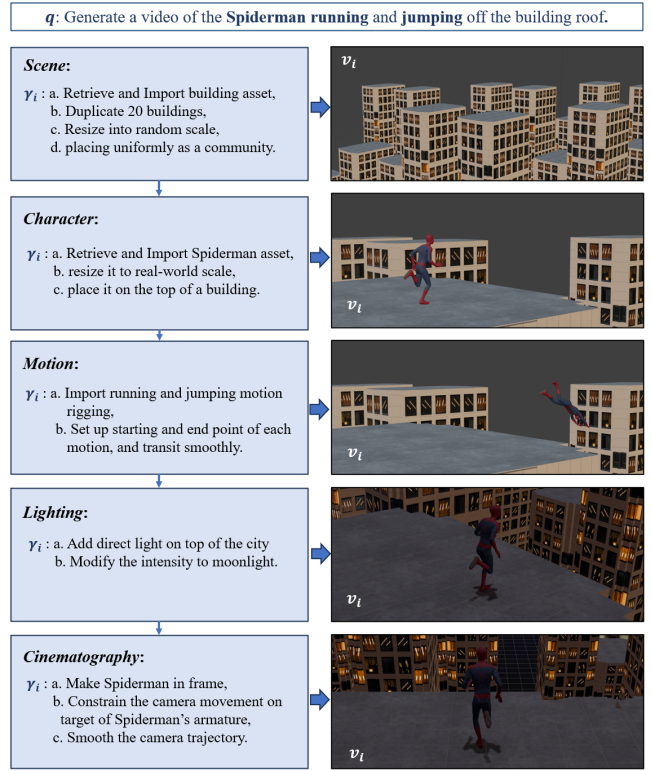 q: Generate a video of the Spiderman running and jumping off the building roof.
Scene:
γi : a. Retrieve and Import building asset,
b. Duplicate 20 buildings,
c. Resize into random scale,
d. placing uniformly as a community.
vi
Character:
γi : a. Retrieve and Import Spiderman asset,
b. resize it to real-world scale,
c. place it on the top of a building.
vi
Motion:
γi : a. Import running and jumping motion
rigging,
b. Set up starting and end point of each
motion, and transit smoothly.
vi
Lighting:
γi : a. Add direct light on top of the city
b. Modify the intensity to moonlight.
vi
Cinematography:
γi : a. Make Spiderman in frame,
b. Constrain the camera movement on
target of Spiderman's armature,
c. Smooth the camera trajectory.
vi